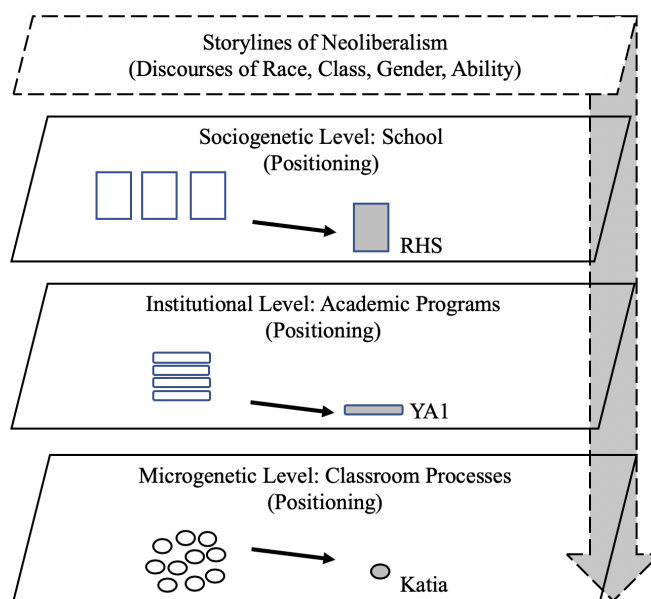 Storylines of Neoliberalism
(Discourses of Race, Class, Gender, Ability)
Sociogenetic Level: School
(Positioning)
RHS
Institutional Level: Academic Programs
(Positioning)
YA1
Microgenetic Level: Classroom Processes
(Positioning)
Katia